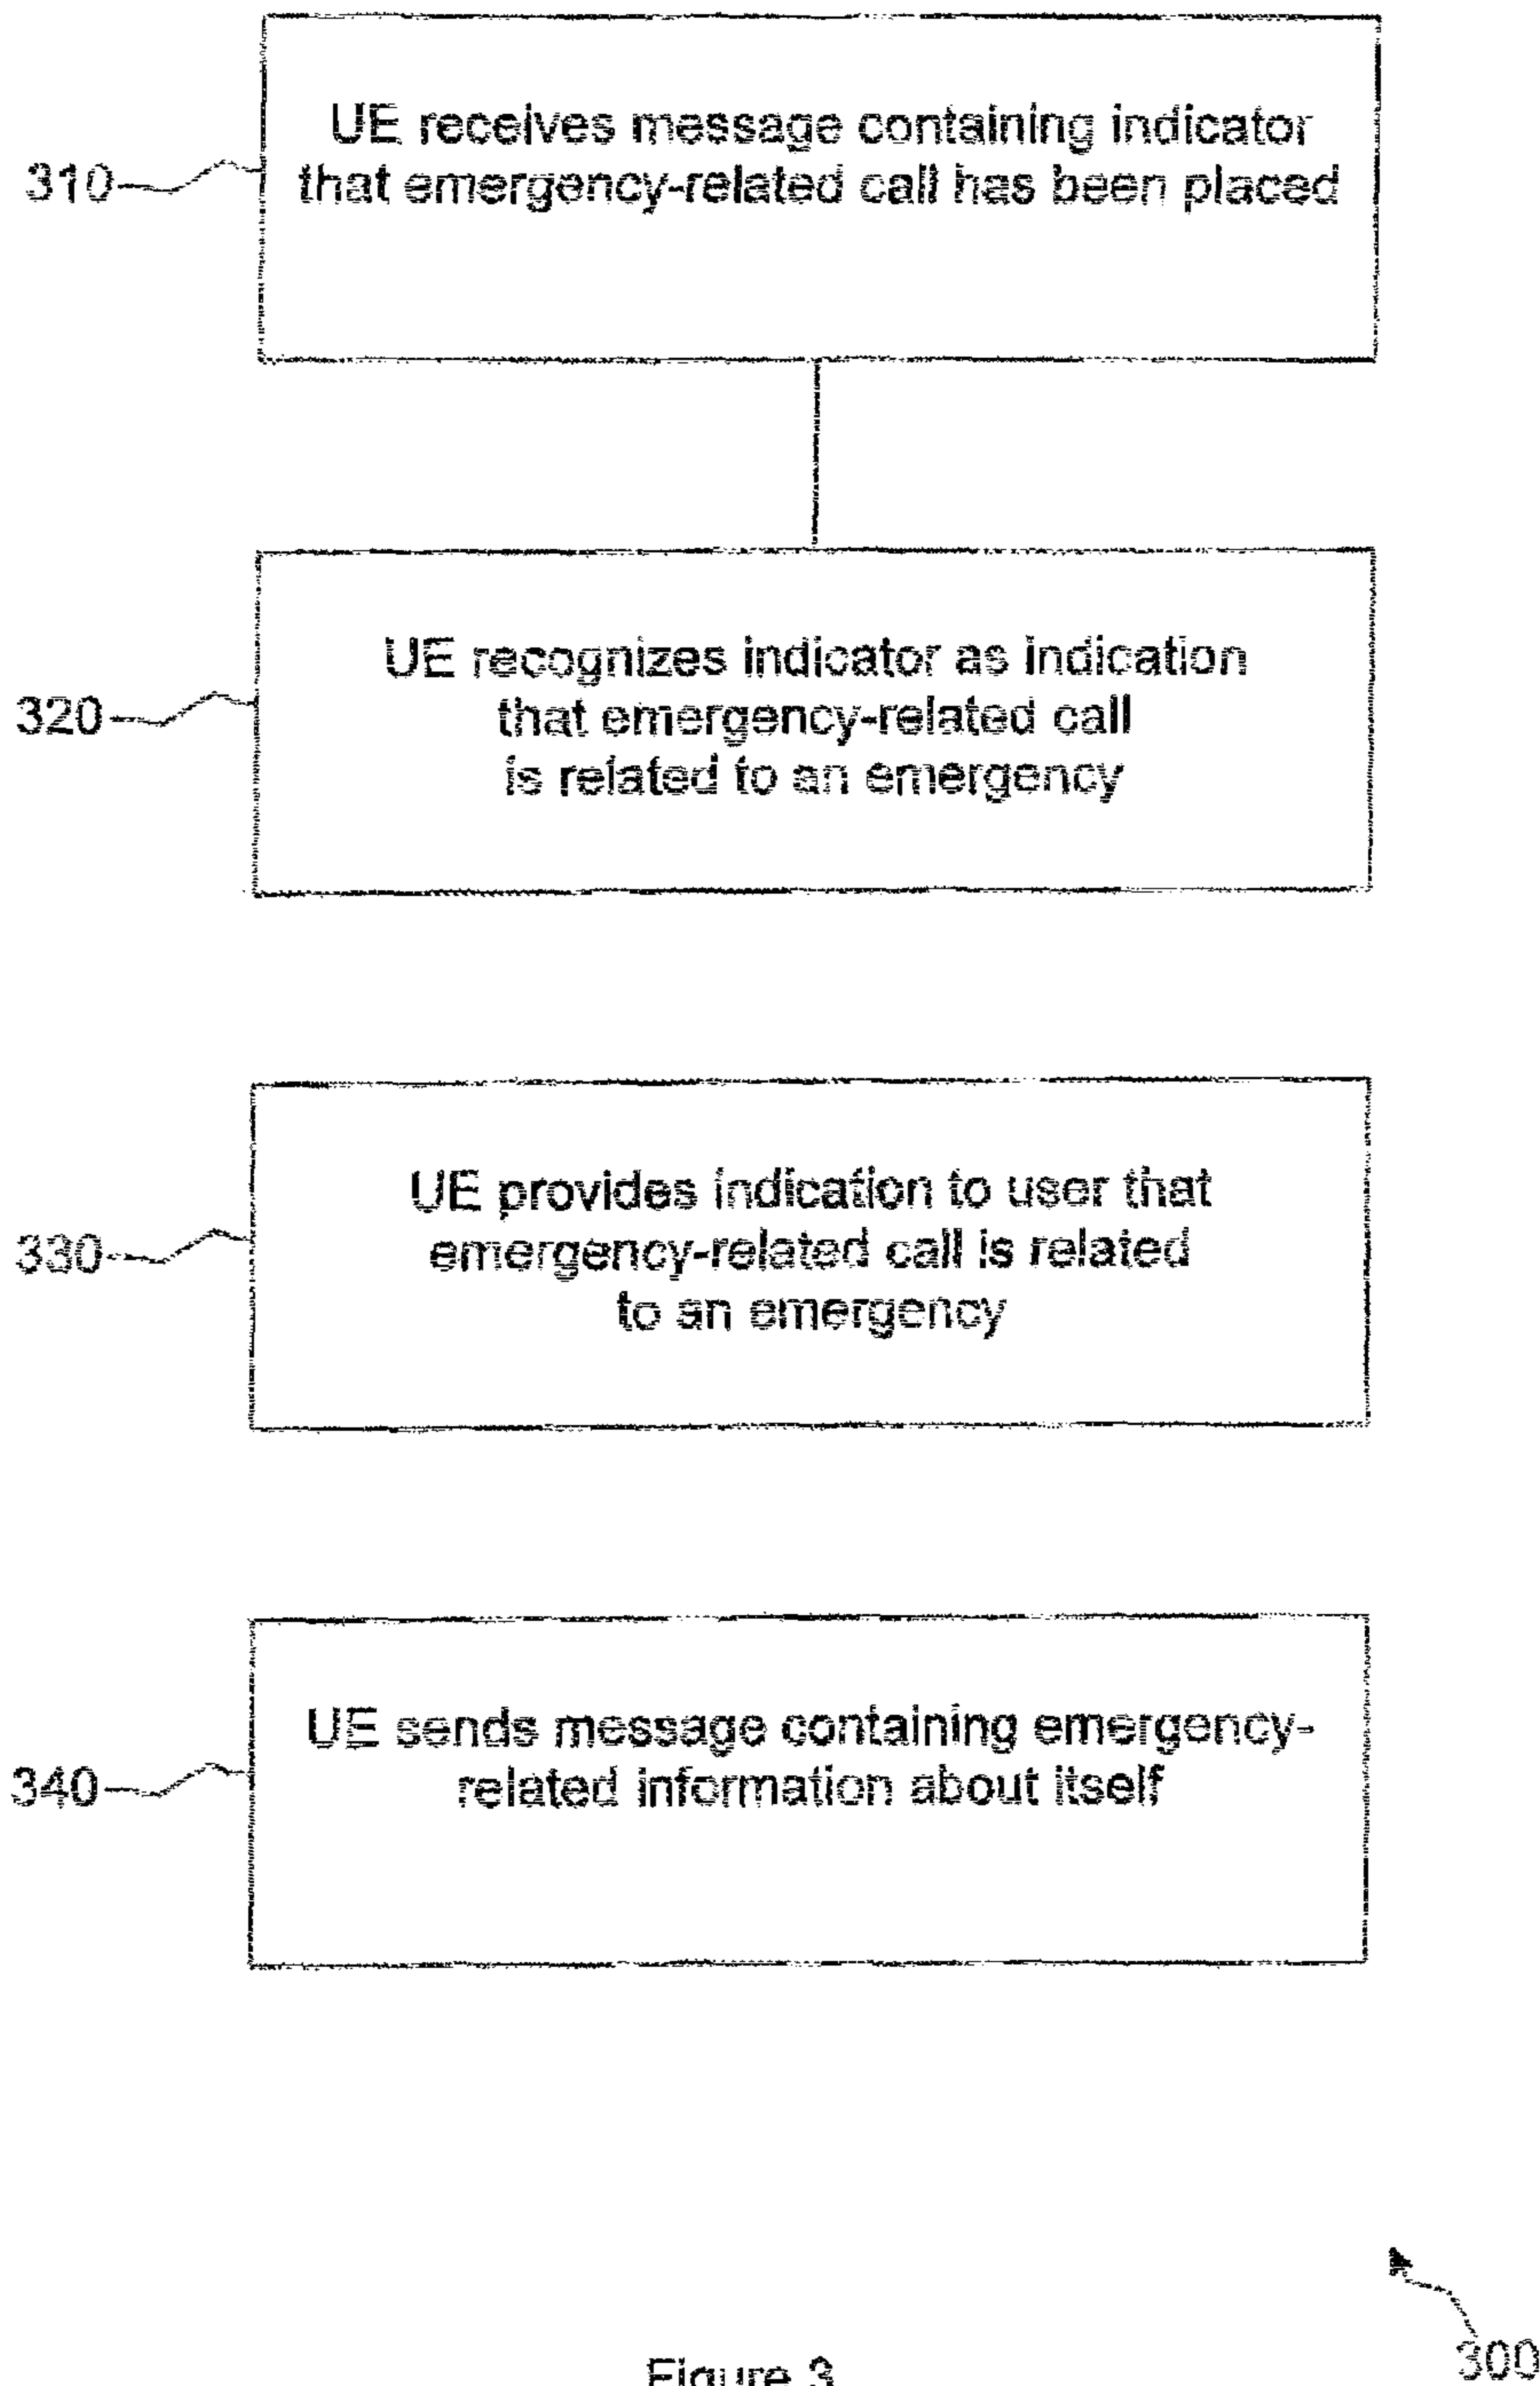 UE receives message containing indicator
that emergency-related call has been placed
310
UE recognizes indicator as indication
that emergency-related call
is related to an emergency
320
UE provides indication to user that
emergency-related call is related
to an emergency
330
UE sends message containing emergency-
related information about itself
340
300
Figure 3